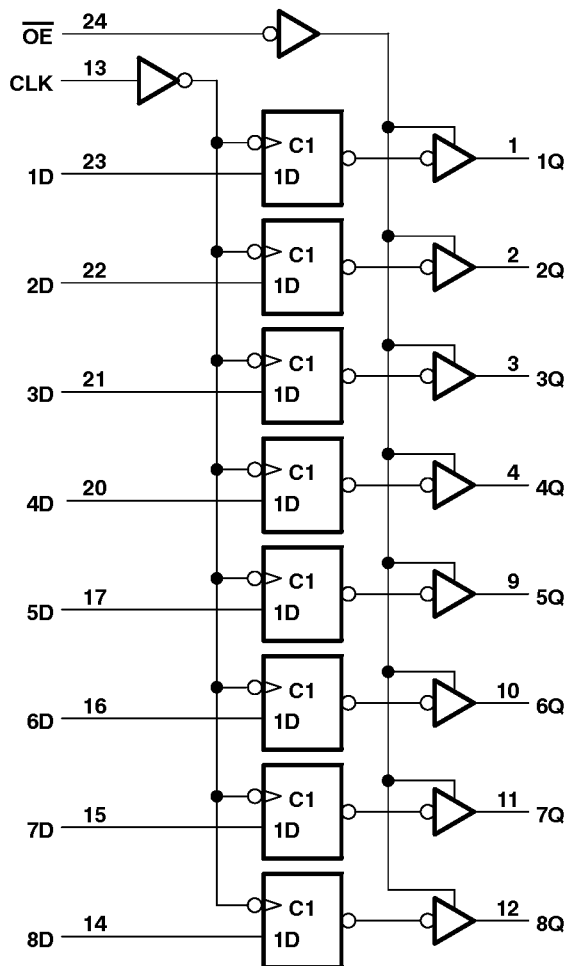 OE 24
CLK 13
C1 1 1Q
1D 23 1D
C1 2 2Q
2D 22 1D
C1 3 3Q
3D 21 1D
C1 4 4Q
4D 20 1D
C1 9 5Q
5D 17 1D
C1 10 6Q
6D 16 1D
C1 11 7Q
7D 15 1D
C1 12 8Q
8D 14 1D